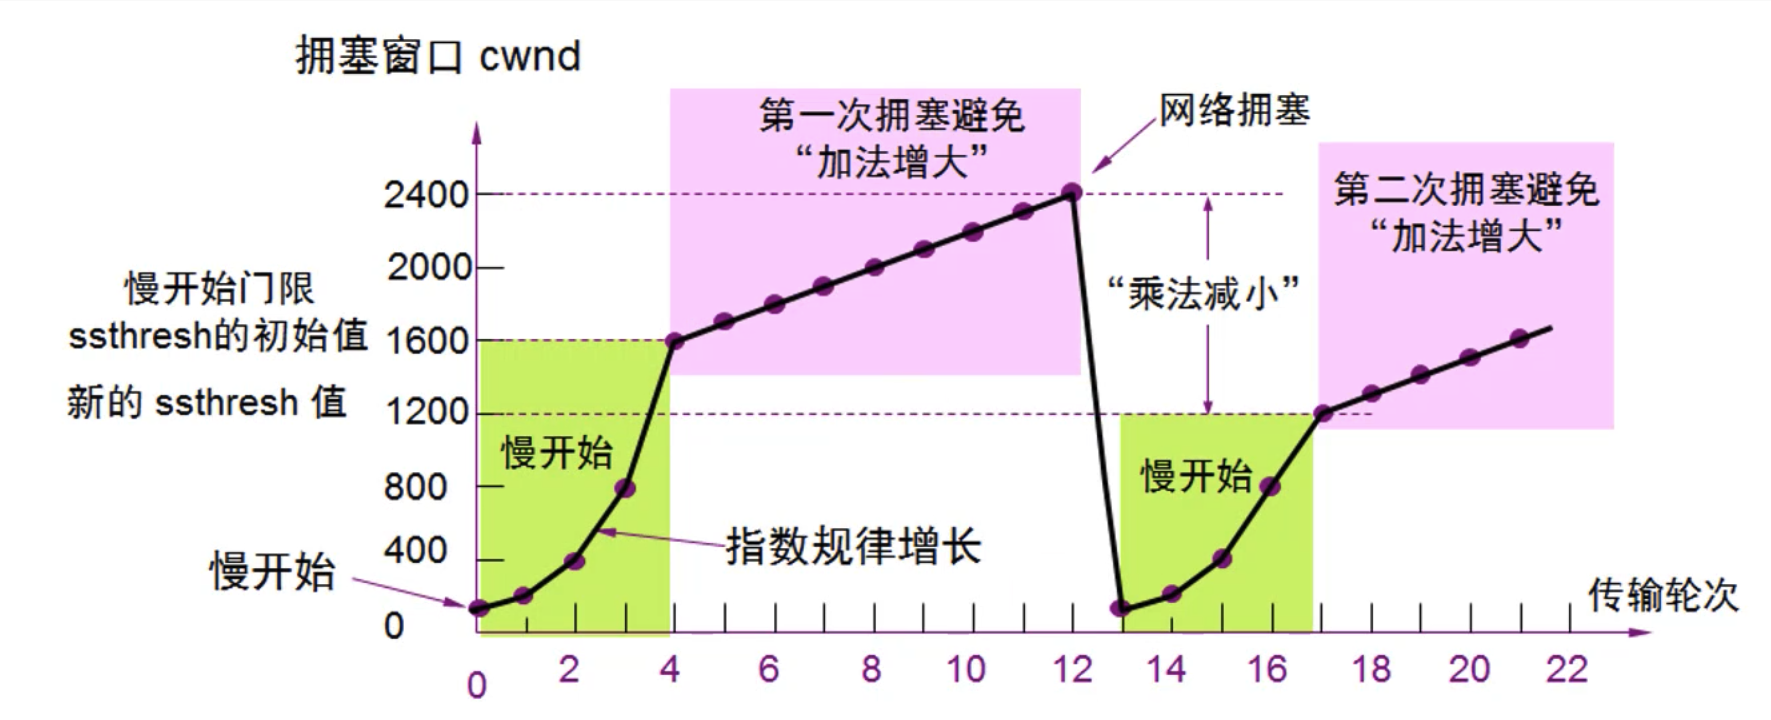 拥塞窗口 cwnd
第一次拥塞避免
“加法增大”
网络拥塞
2400
第二次拥塞避免
“加法增大”
2000
慢开始门限
ssthresh的初始值
“乘法减小”
1600
新的 ssthresh 值
1200
慢开始
慢开始
800
400
指数规律增长
慢开始
传输轮次
0
0 2 4 6 8 10 12 14 16 18 20 22